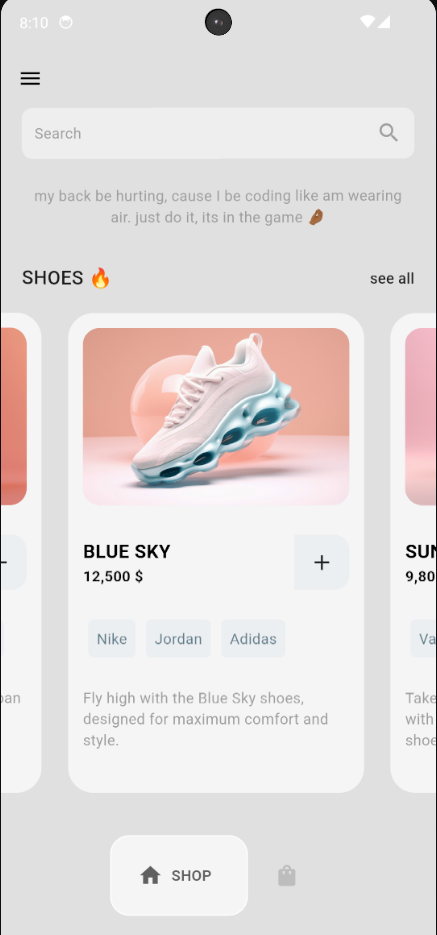 8:10
Search
my back be hurting, cause I be coding like am wearing
air. just do it, its in the game 🤌🏾
SHOES 🔥
see all
BLUE SKY
12,500 $
+
Nike
Jordan
Adidas
Fly high with the Blue Sky shoes,
designed for maximum comfort and
style.
SUN
9,80
Va
Take
with
shoe
SHOP